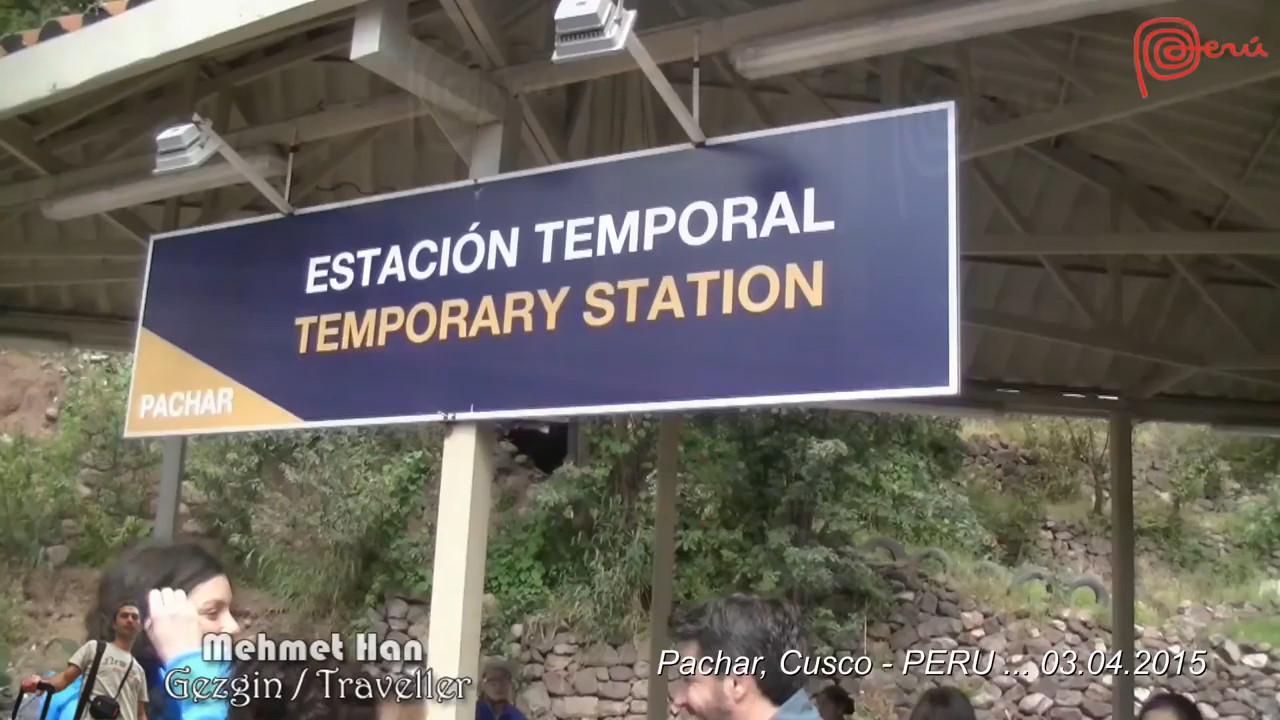 Perú
ESTACIÓN TEMPORAL
TEMPORARY STATION
PACHAR
Mehmet Han
Gezgin / Traveller
Pachar, Cusco - PERU ... 03.04.2015